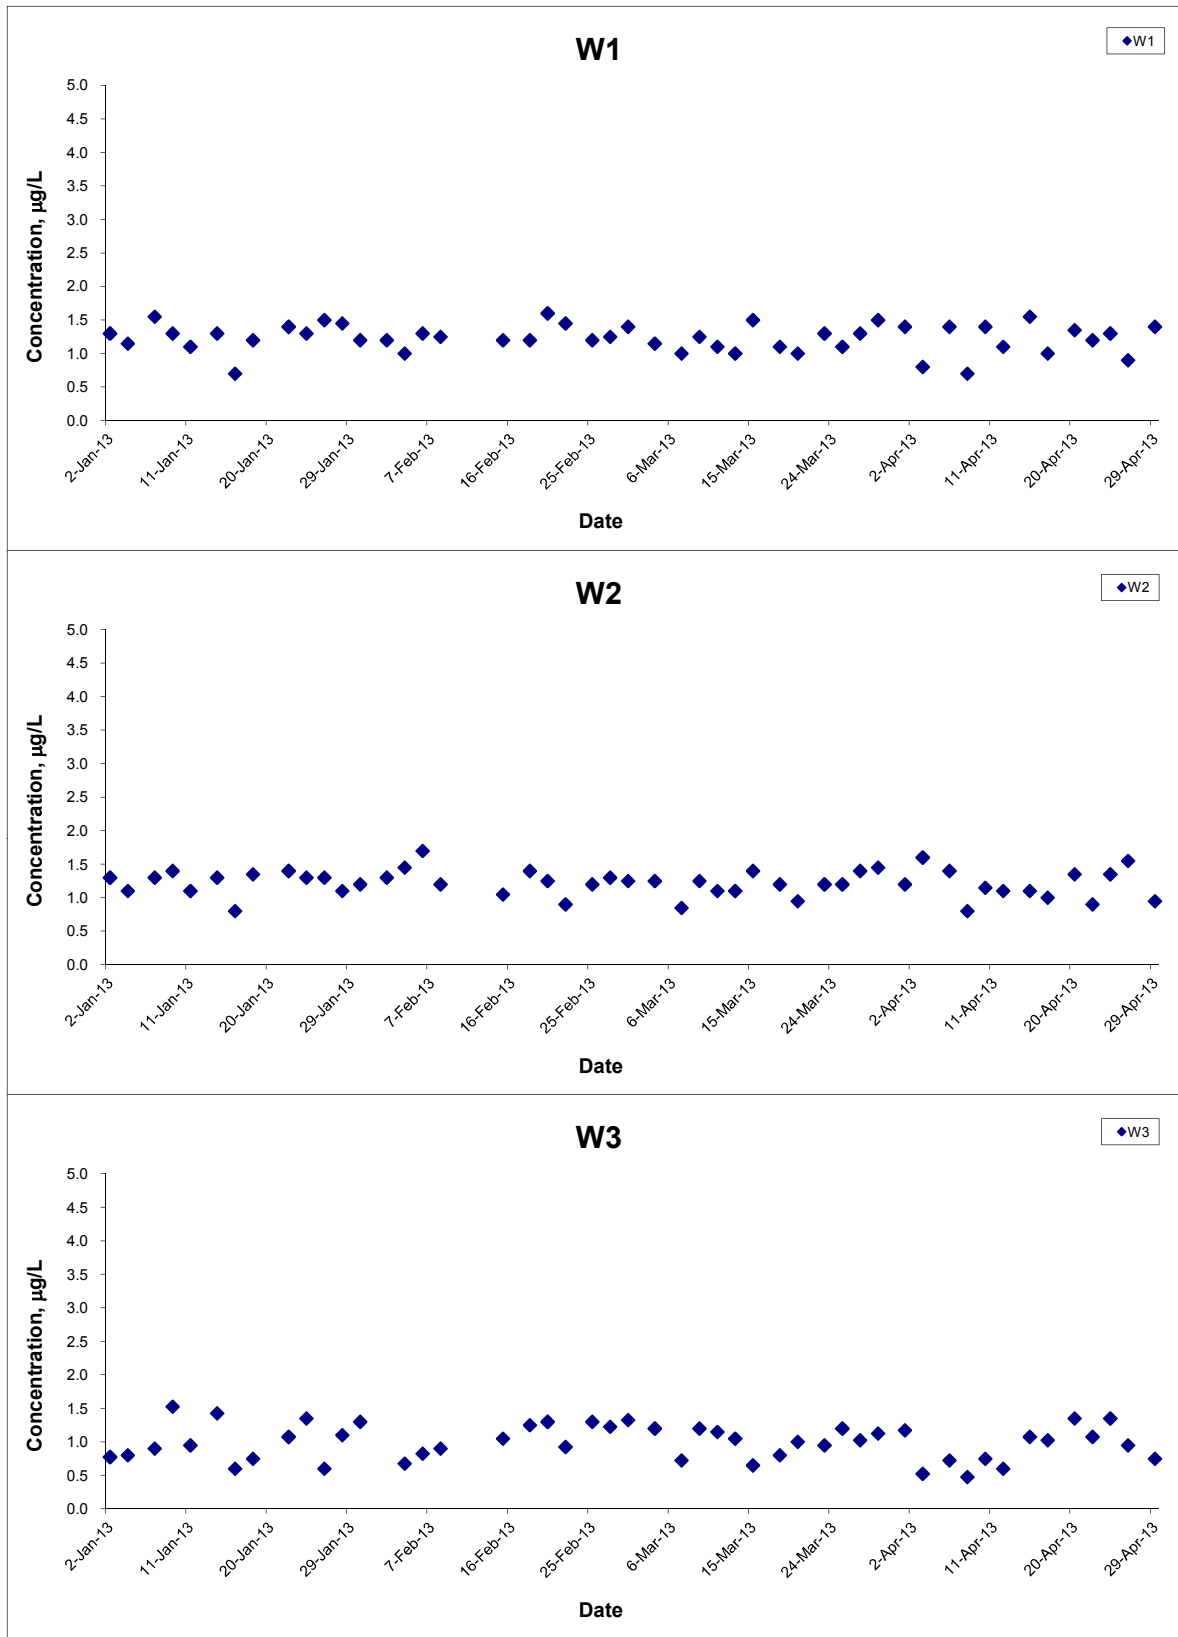 W1
W1
5.0
4.5
4.0
3.5
3.0
2.5
2.0
1.5
1.0
0.5
0.0
Concentration, µg/L
2-Jan-13
11-Jan-13
20-Jan-13
29-Jan-13
7-Feb-13
16-Feb-13
25-Feb-13
6-Mar-13
15-Mar-13
24-Mar-13
2-Apr-13
11-Apr-13
20-Apr-13
29-Apr-13
Date
W2
W2
5.0
4.5
4.0
3.5
3.0
2.5
2.0
1.5
1.0
0.5
0.0
Concentration, µg/L
2-Jan-13
11-Jan-13
20-Jan-13
29-Jan-13
7-Feb-13
16-Feb-13
25-Feb-13
6-Mar-13
15-Mar-13
24-Mar-13
2-Apr-13
11-Apr-13
20-Apr-13
29-Apr-13
Date
W3
W3
5.0
4.5
4.0
3.5
3.0
2.5
2.0
1.5
1.0
0.5
0.0
Concentration, µg/L
2-Jan-13
11-Jan-13
20-Jan-13
29-Jan-13
7-Feb-13
16-Feb-13
25-Feb-13
6-Mar-13
15-Mar-13
24-Mar-13
2-Apr-13
11-Apr-13
20-Apr-13
29-Apr-13
Date